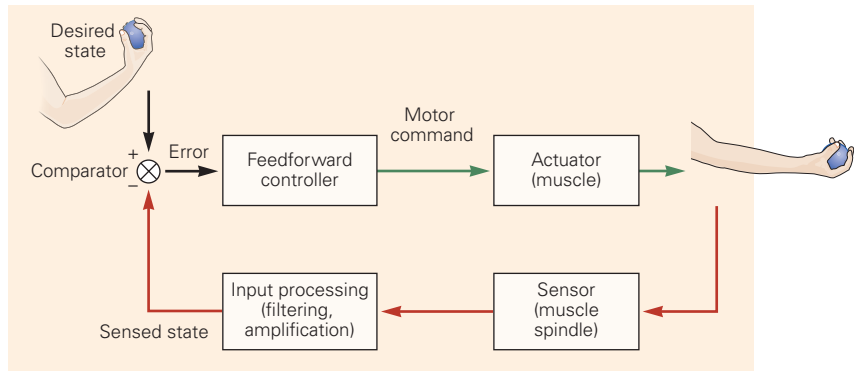 Desired
state
Motor
command
+
Error
Comparator
−
Feedforward
controller
Actuator
(muscle)
Input processing
(filtering,
amplification)
Sensor
(muscle
spindle)
Sensed state